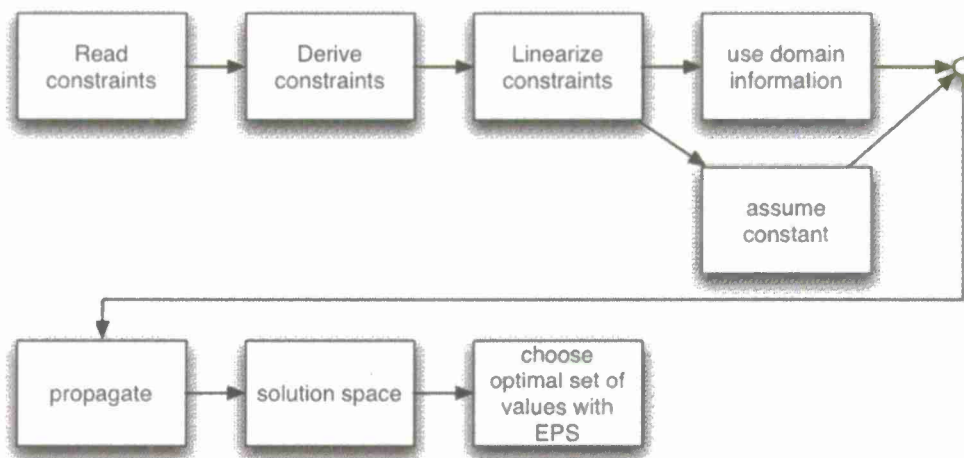 Read
constraints
Derive
constraints
Linearize
constraints
use domain
information
assume
constant
propagate
solution space
choose
optimal set of
values with
EPS